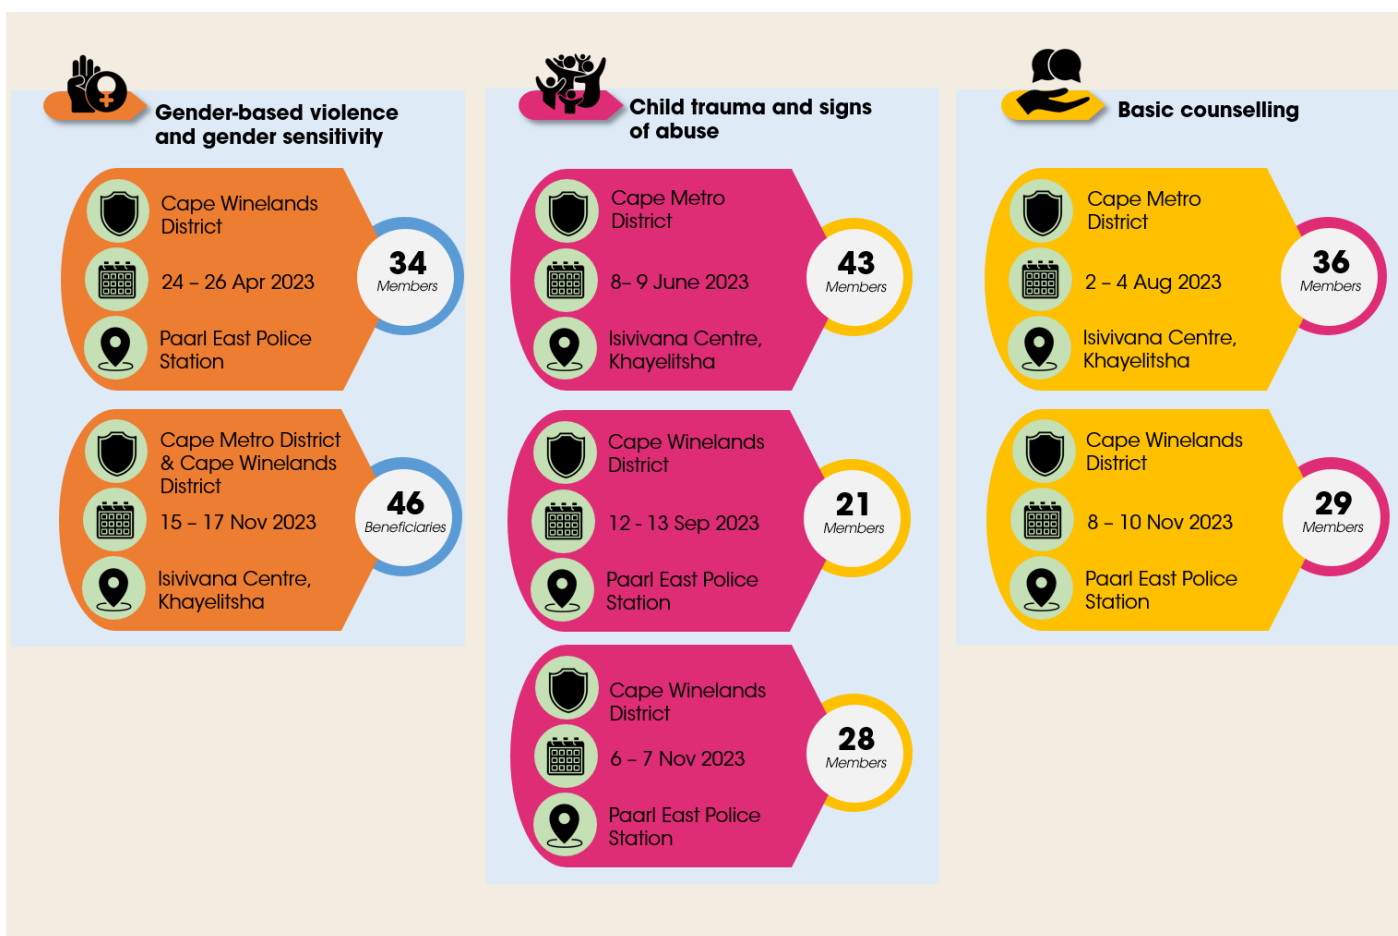 Gender-based violence
and gender sensitivity
Cape Winelands
District
24 – 26 Apr 2023
Paarl East Police
Station
34
Members
Cape Metro District
& Cape Winelands
District
15 – 17 Nov 2023
Isivivana Centre,
Khayelitsha
46
Beneficiaries
Child trauma and signs
of abuse
Cape Metro
District
8– 9 June 2023
Isivivana Centre,
Khayelitsha
43
Members
Cape Winelands
District
12 - 13 Sep 2023
Paarl East Police
Station
21
Members
Cape Winelands
District
6 – 7 Nov 2023
Paarl East Police
Station
28
Members
Basic counselling
Cape Metro
District
2 – 4 Aug 2023
Isivivana Centre,
Khayelitsha
36
Members
Cape Winelands
District
8 – 10 Nov 2023
Paarl East Police
Station
29
Members